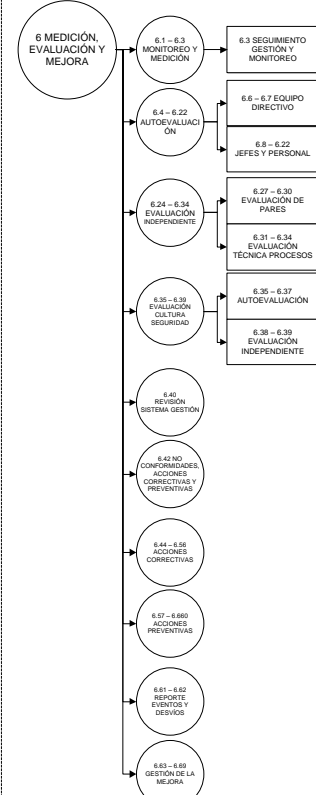 6 MEDICIÓN,
EVALUACIÓN Y
MEJORA
6.1 – 6.3
MONITOREO Y
MEDICIÓN
6.3 SEGUIMIENTO
GESTIÓN Y
MONITOREO
6.4 – 6.22
AUTOEVALUACI
ÓN
6.6 – 6.7 EQUIPO
DIRECTIVO
6.8 – 6.22
JEFES Y PERSONAL
6.24 – 6.34
EVALUACIÓN
INDEPENDIENTE
6.27 – 6.30
EVALUACIÓN DE
PARES
6.31 – 6.34
EVALUACIÓN
TÉCNICA PROCESOS
6.35 – 6.39
EVALUACIÓN
CULTURA
SEGURIDAD
6.35 – 6.37
AUTOEVALUACIÓN
6.38 – 6.39
EVALUACIÓN
INDEPENDIENTE
6.40
REVISIÓN
SISTEMA GESTIÓN
6.42 NO
CONFORMIDADES,
ACCIONES
CORRECTIVAS Y
PREVENTIVAS
6.44 – 6.56
ACCIONES
CORRECTIVAS
6.57 – 6.660
ACCIONES
PREVENTIVAS
6.61 – 6.62
REPORTE
EVENTOS Y
DESVÍOS
6.63 – 6.69
GESTIÓN DE LA
MEJORA